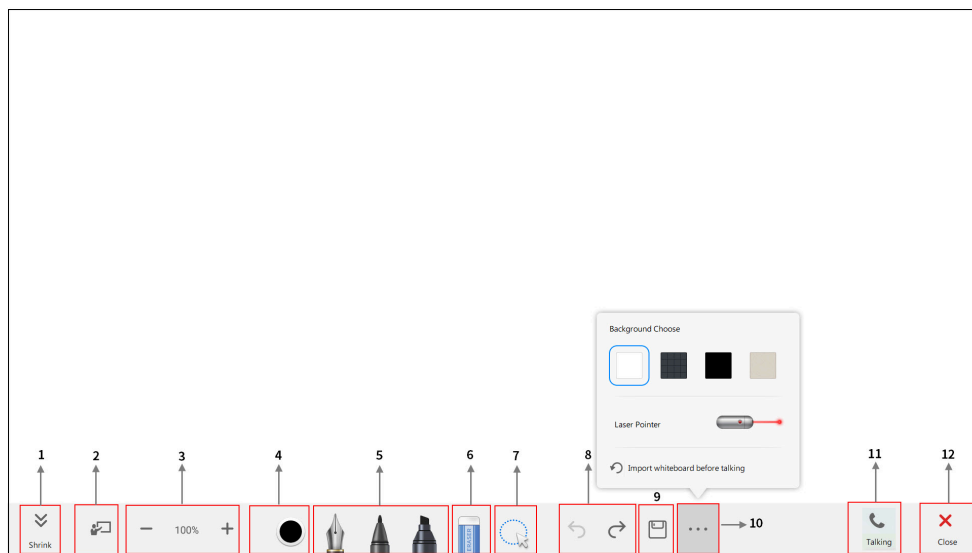 Background Choose
Laser Pointer
Import whiteboard before talking
1
2
3
4
5
6
7
8
9
10
11
12
Shrink
100%
ERASER
Talking
Close